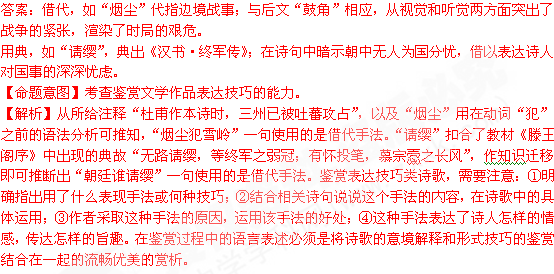 答案：借代，如“烟尘”代指边境战事；与后文“鼓角”相应，从视觉和听觉两方面突出了
战争的紧张，渲染了时局的艰危。
用典，如“请缨”，典出《汉书·终军传》；在诗句中暗示朝中无人为国分忧，借以表达诗人
对国事的深深忧虑。
【命题意图】考查鉴赏文学作品表达技巧的能力。
【解析】从所给注释“杜甫作本诗时，三州已被吐蕃攻占”，以及“烟尘”用在动词“犯”
之前的语法分析可推知，“烟尘犯雪岭”一句使用的是借代手法。“请缨”扣合了教材《滕王
阁序》中出现的典故“无路请缨，等终军之弱冠；有怀投笔，慕宗悫之长风”，作知识迁移
即可推断出“朝廷谁请缨”一句使用的是借代手法。鉴赏表达技巧类诗歌，需要注意：①明
确指出用了什么表现手法或何种技巧；②结合相关诗句说说这个手法的内容，在诗歌中的具
体运用；③作者采取这种手法的原因，运用该手法的好处；④这种手法表达了诗人怎样的情
感，传达怎样的旨趣。在鉴赏过程中的语言表述必须是将诗歌的意境解释和形式技巧的鉴赏
结合在一起的流畅优美的赏析。